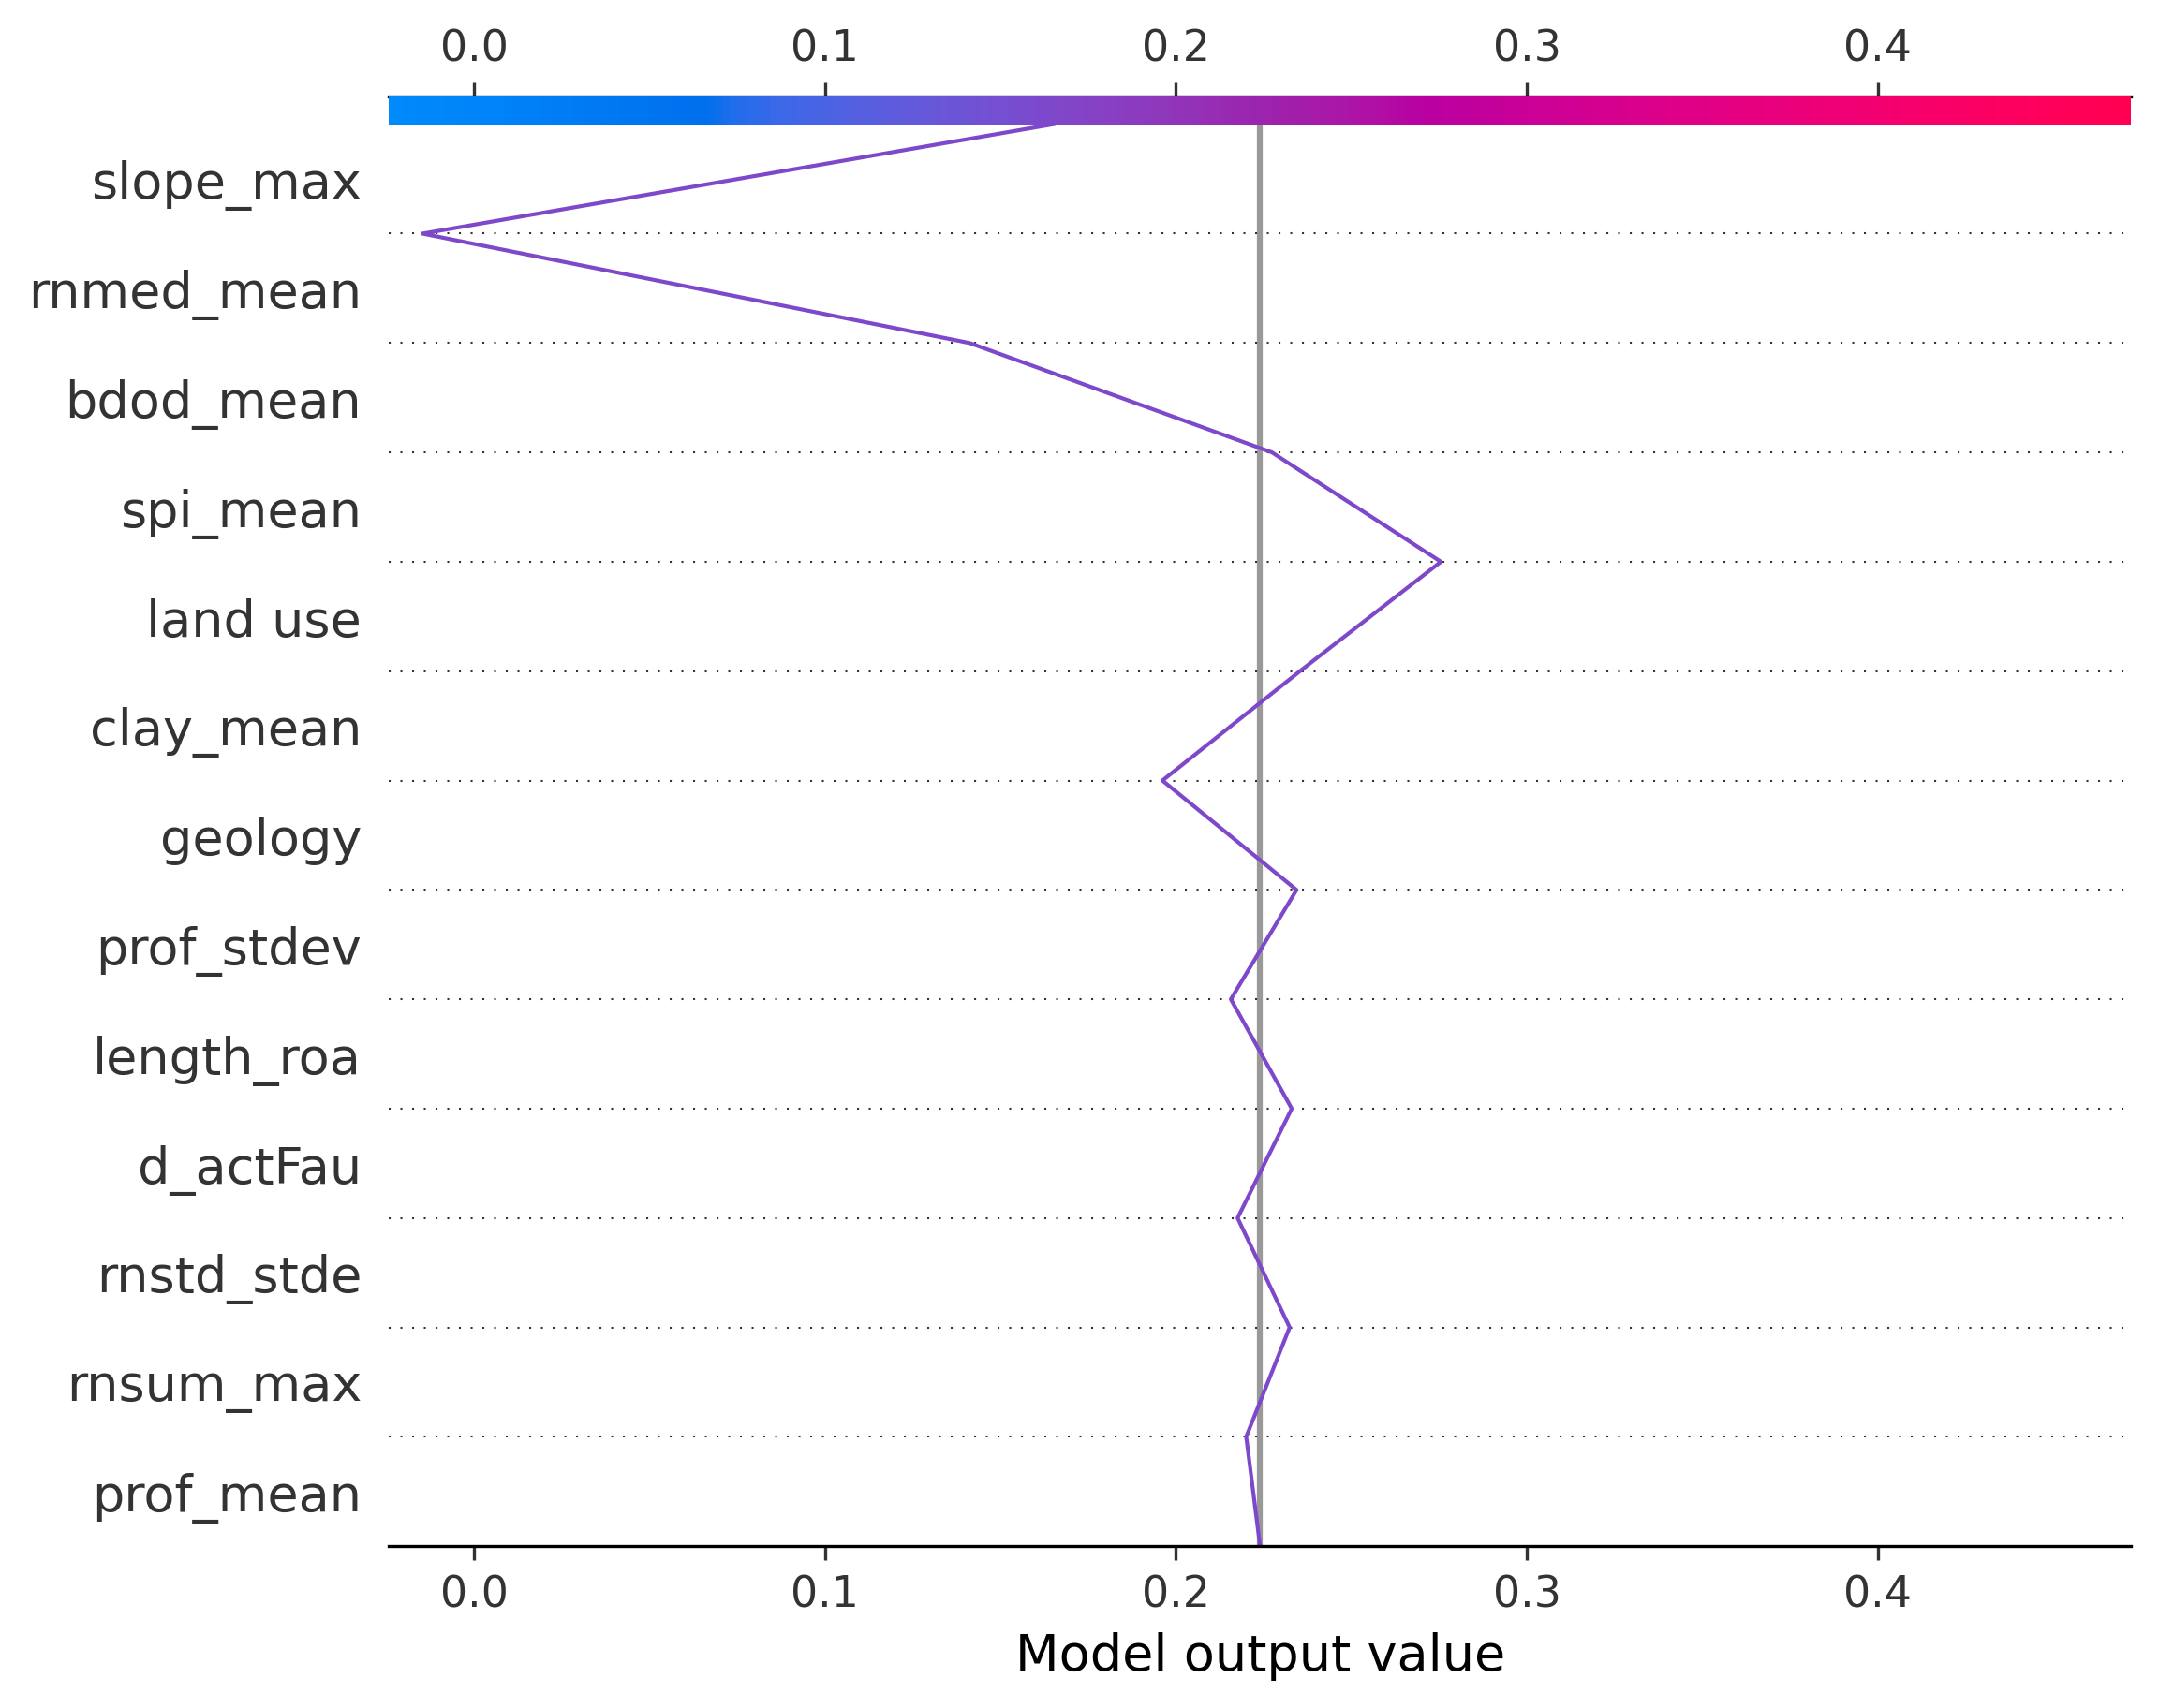 0.0 0.1 0.2 0.3 0.4
slope_max
rnmed_mean
bdod_mean
spi_mean
land use
clay_mean
geology
prof_stdev
length_roa
d_actFau
rnstd_stde
rnsum_max
prof_mean
0.0 0.1 0.2 0.3 0.4
Model output value